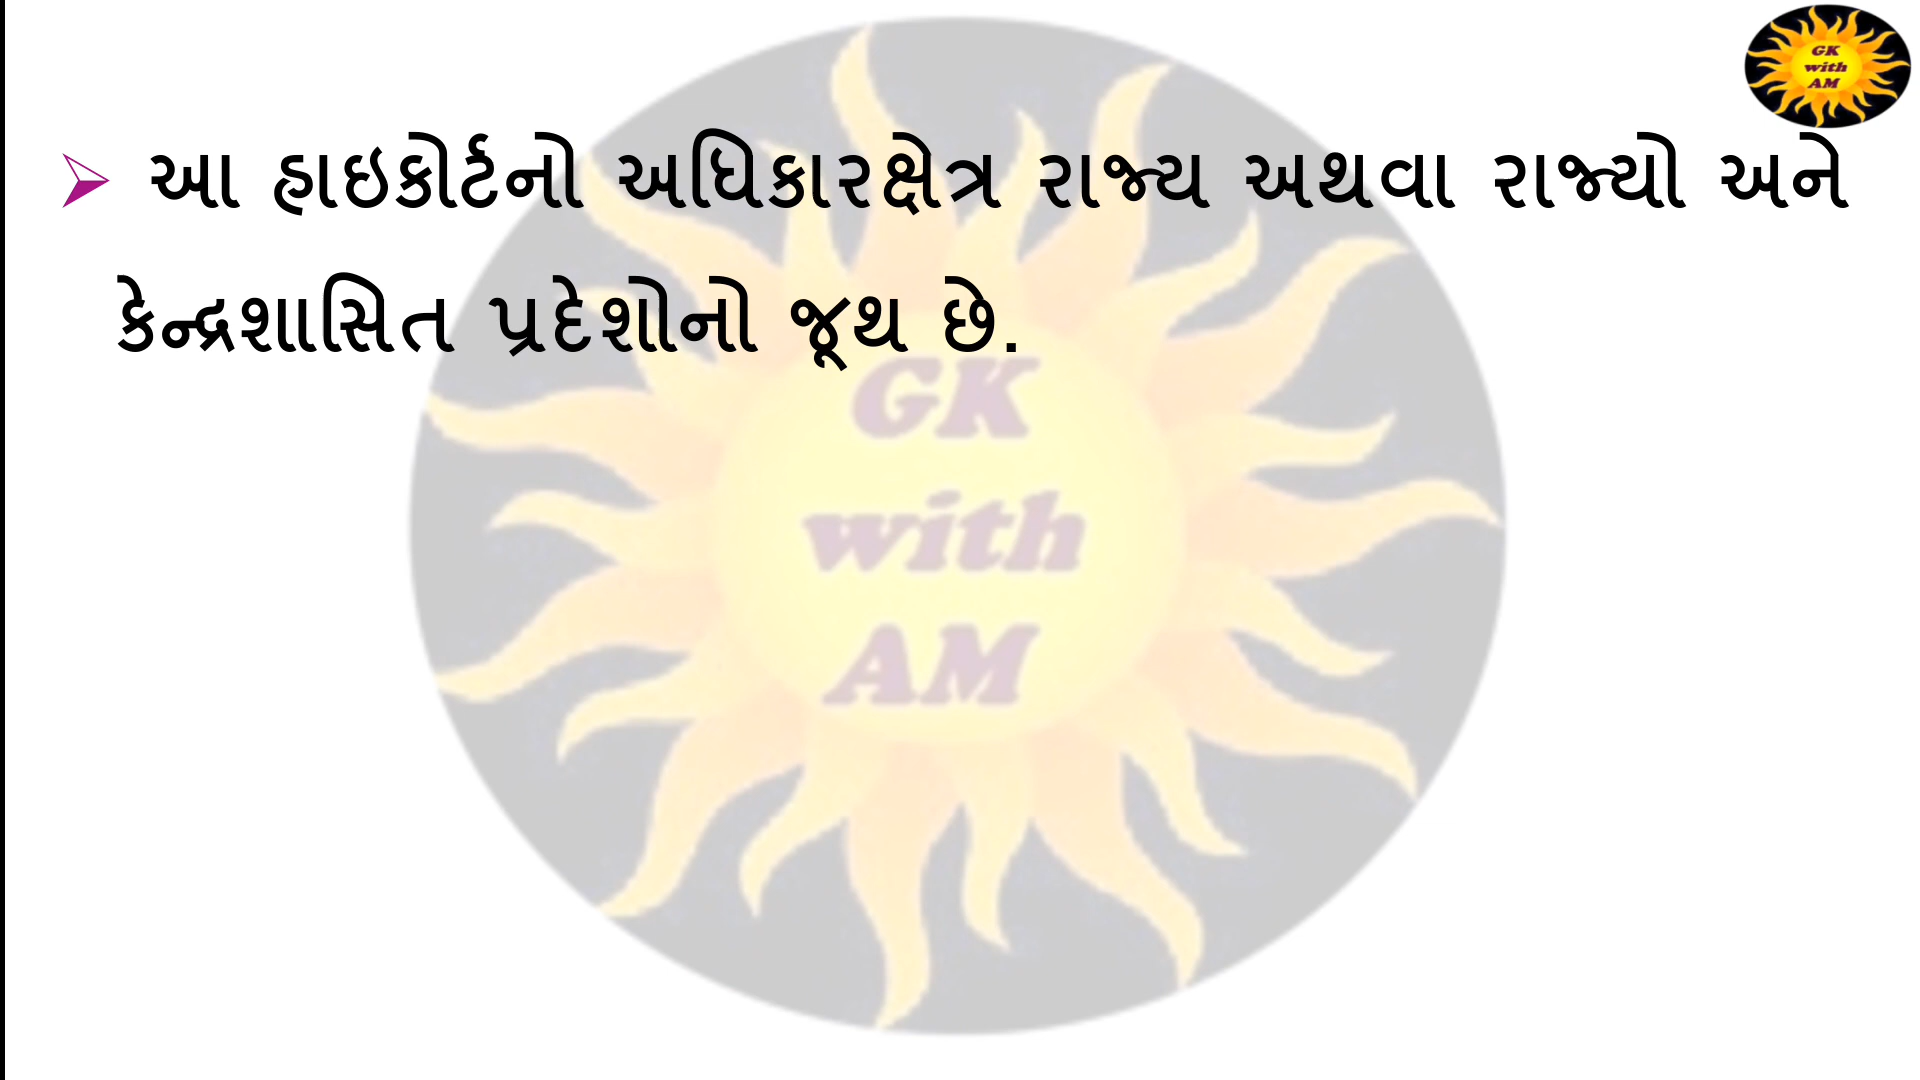 GK
with
AM
➢ આ હાઇકોર્ટનો અધિકારક્ષેત્ર રાજ્ય અથવા રાજ્યો અને
કેન્દ્રશાસિત પ્રદેશોનો જૂથ છે.
GK
with
AM